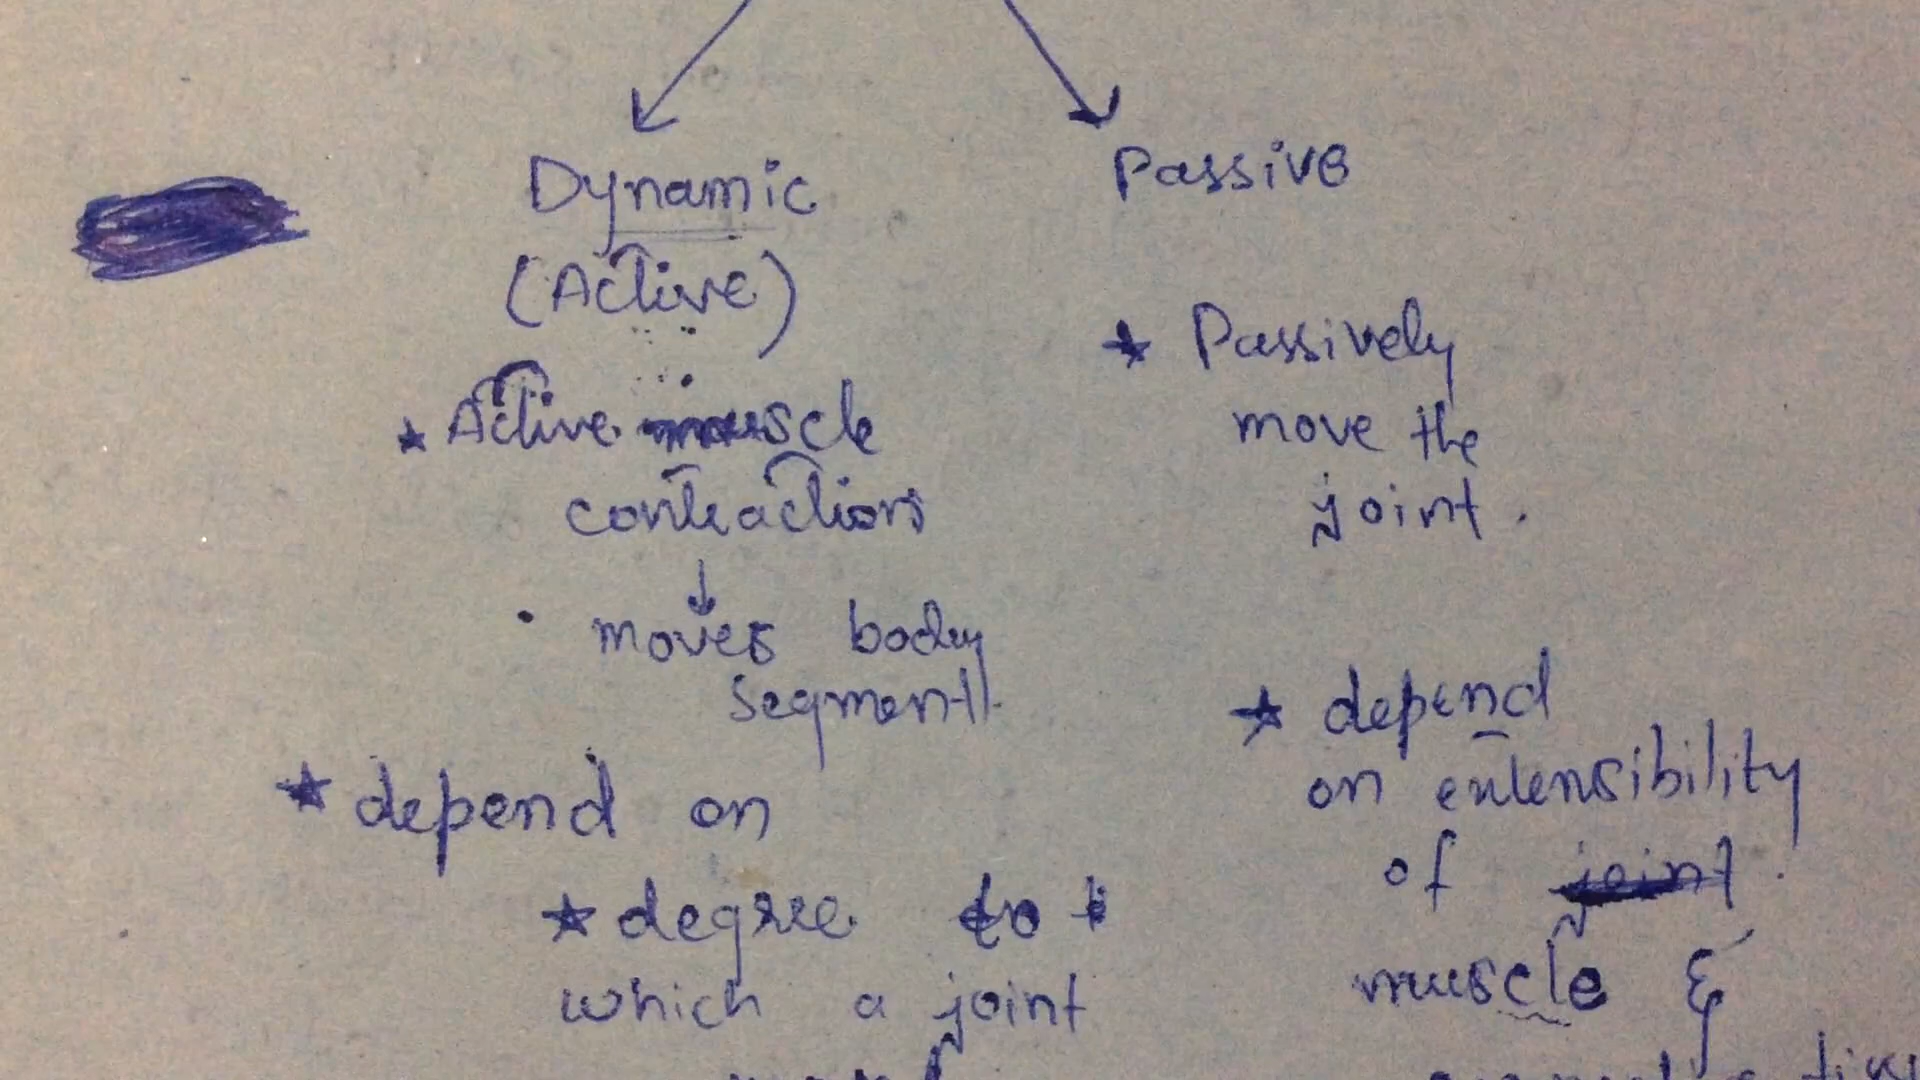 Dynamic
(Active)
★ Active muscle
contractions
↓
• moves body
segment.
★ depend on
★ degree to
which a joint
Passive
★ Passively
move the
joint.
★ depend
on extensibility
of joint.
muscle &